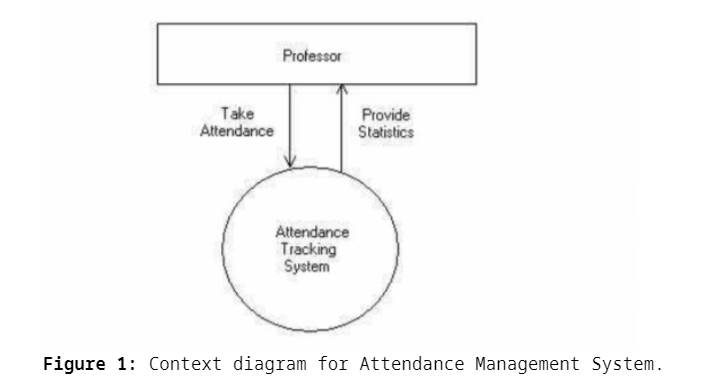 Professor
Take
Attendance
Provide
Statistics
Attendance
Tracking
System
Figure 1: Context diagram for Attendance Management System.